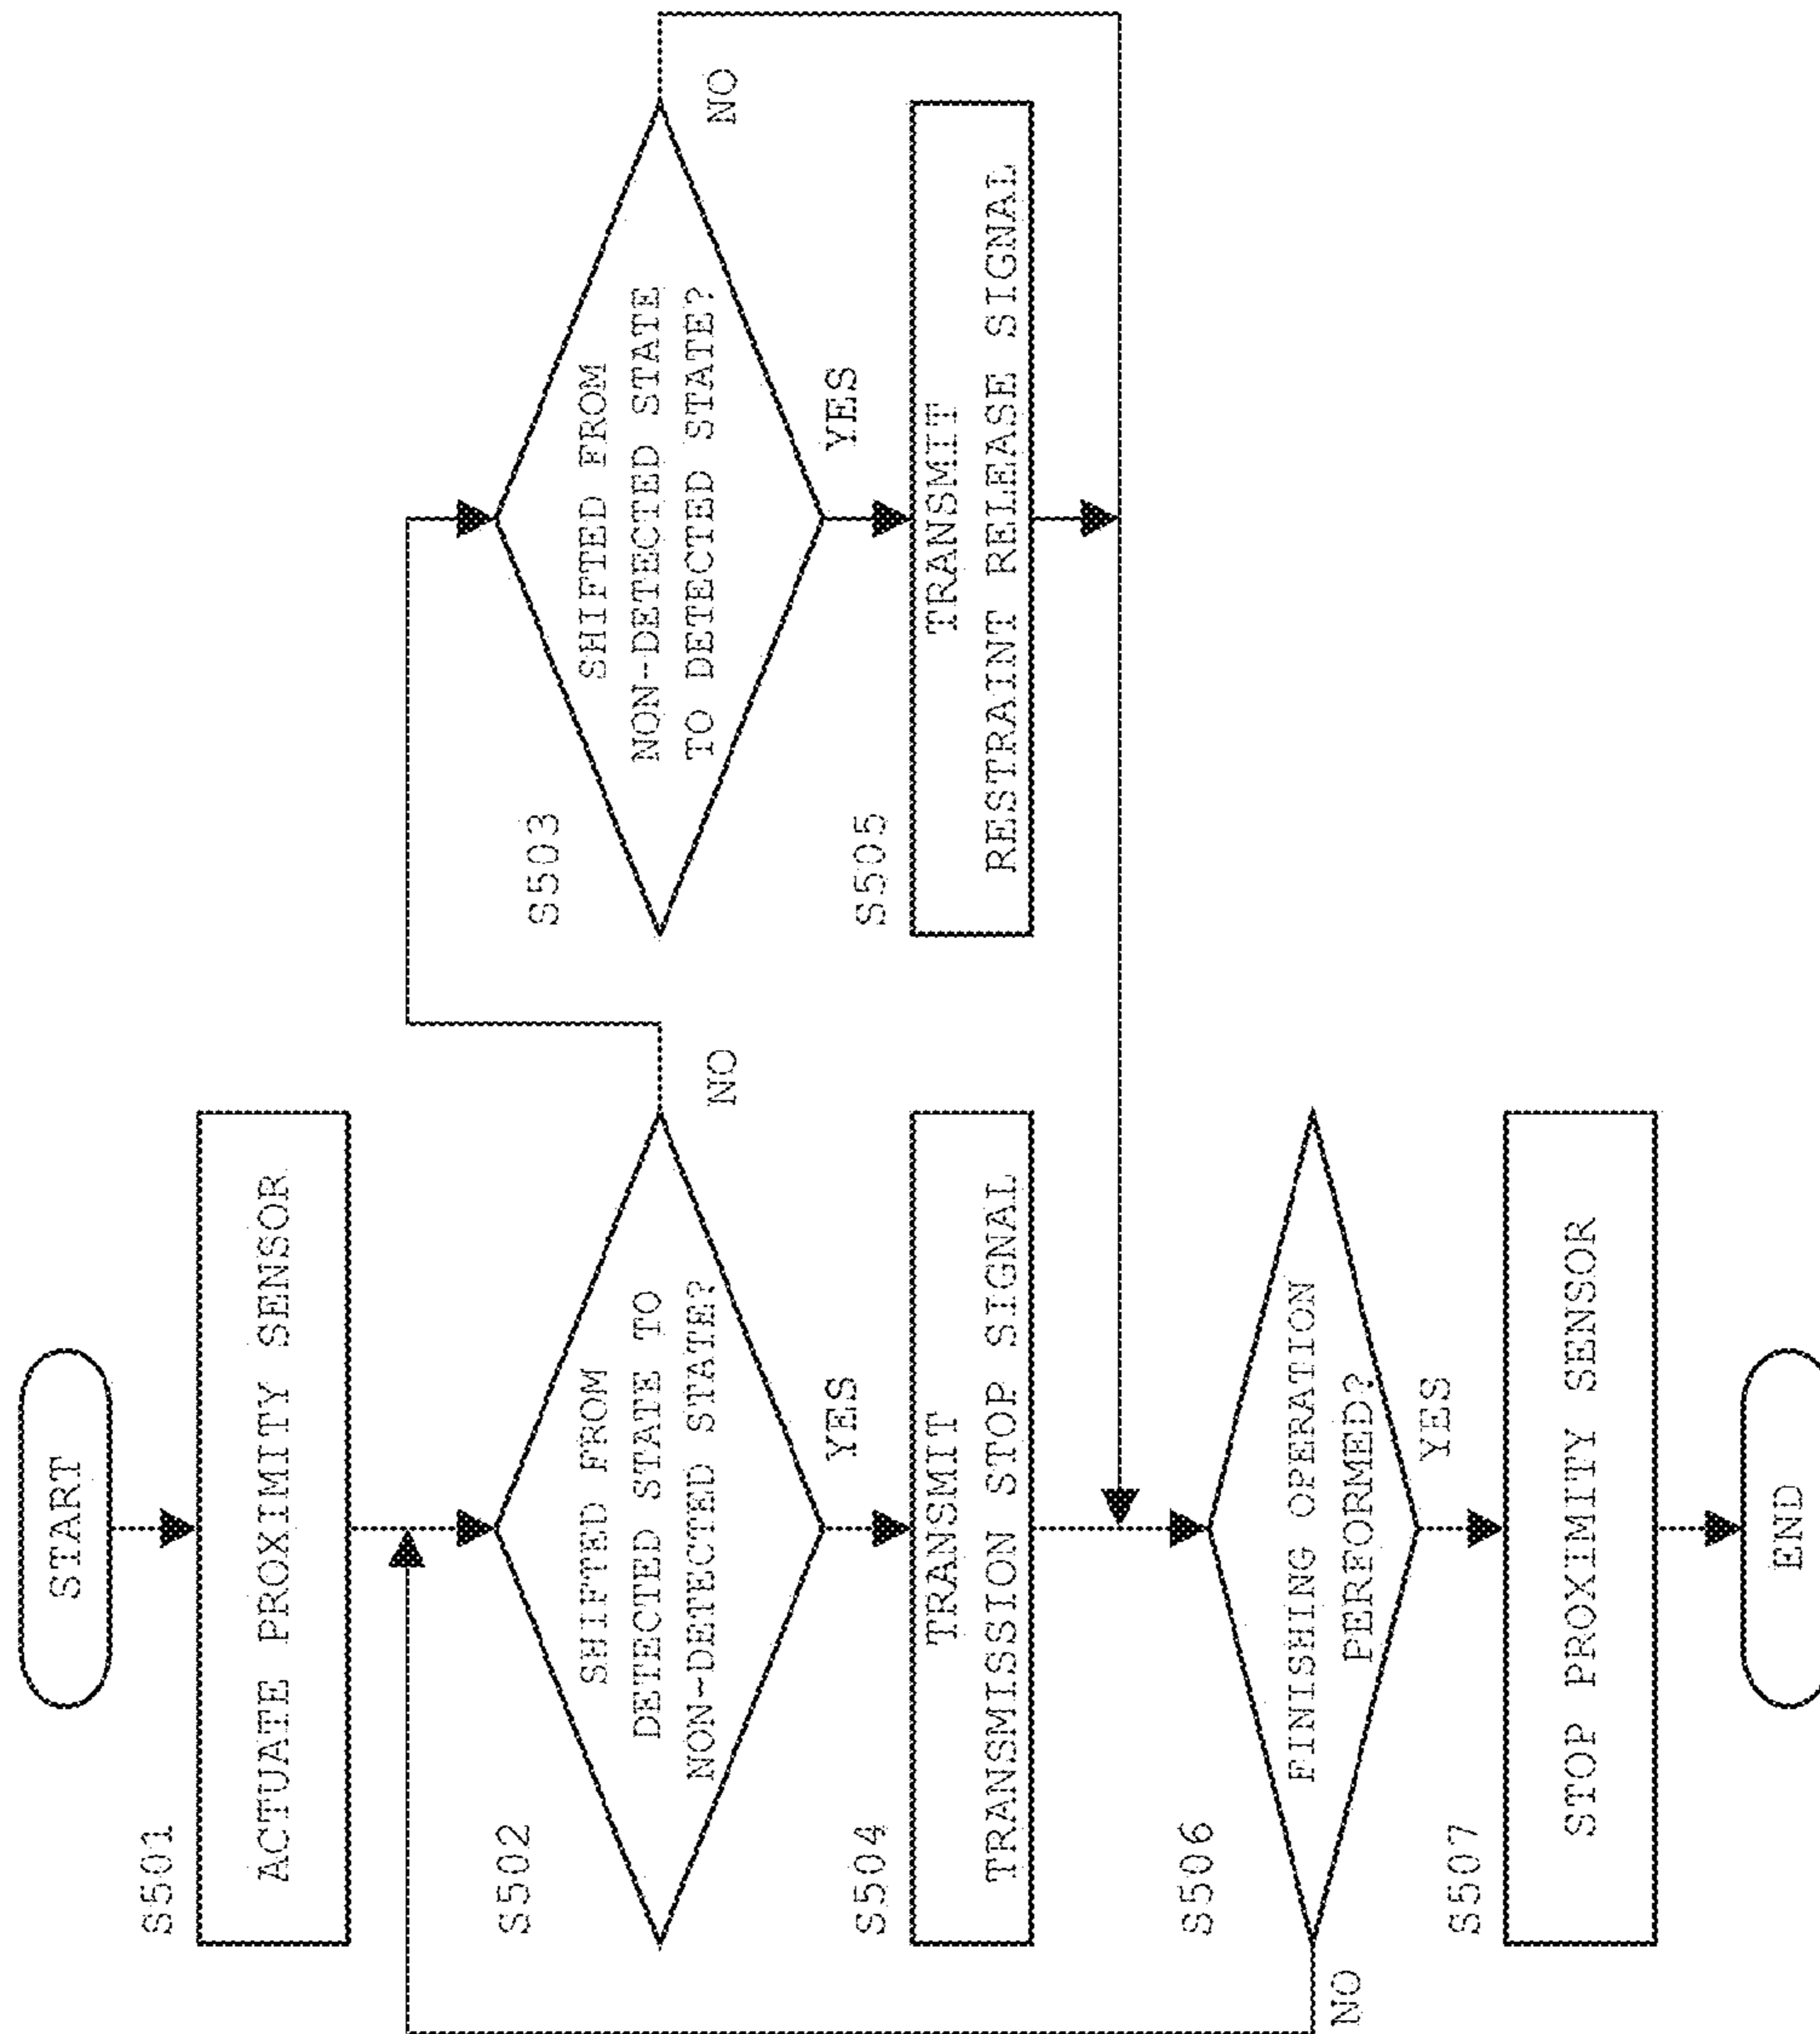 START
S501
ACTUATE PROXIMITY SENSOR
S502
SHIFTED FROM
DETECTED STATE TO
NON-DETECTED STATE?
NO
YES
S503
SHIFTED FROM
NON-DETECTED STATE
TO DETECTED STATE?
NO
YES
S504
TRANSMIT
TRANSMISSION STOP SIGNAL
S505
TRANSMIT
RESTRAINT RELEASE SIGNAL
S506
FINISHING OPERATION
PERFORMED?
NO
YES
S507
STOP PROXIMITY SENSOR
END